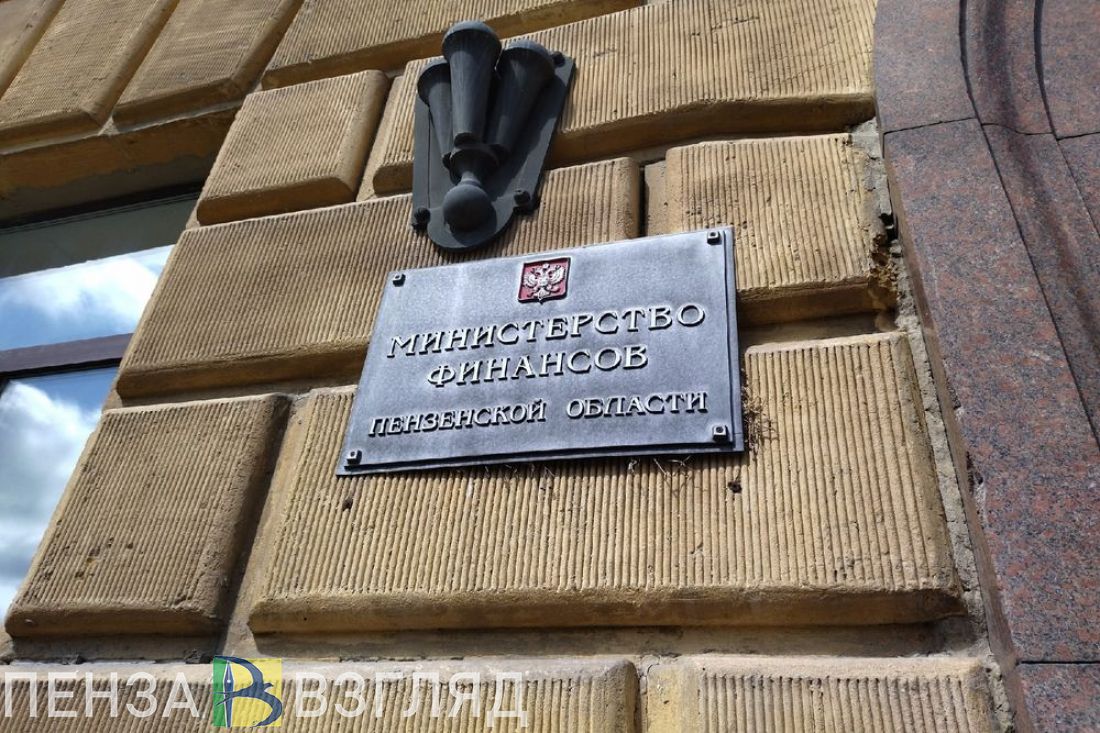 МИНИСТЕРСТВО
ФИНАНСОВ
ПЕНЗЕНСКОЙ ОБЛАСТИ
ПЕНЗА В ВЗГЛЯД